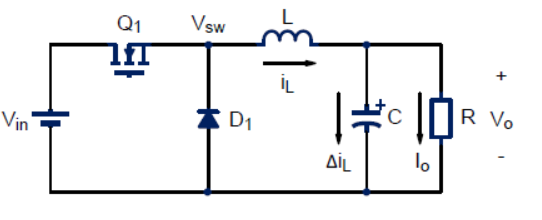 Q1 Vsw L
iL
+
Vin D1 + C R Vo
ΔiL Io -